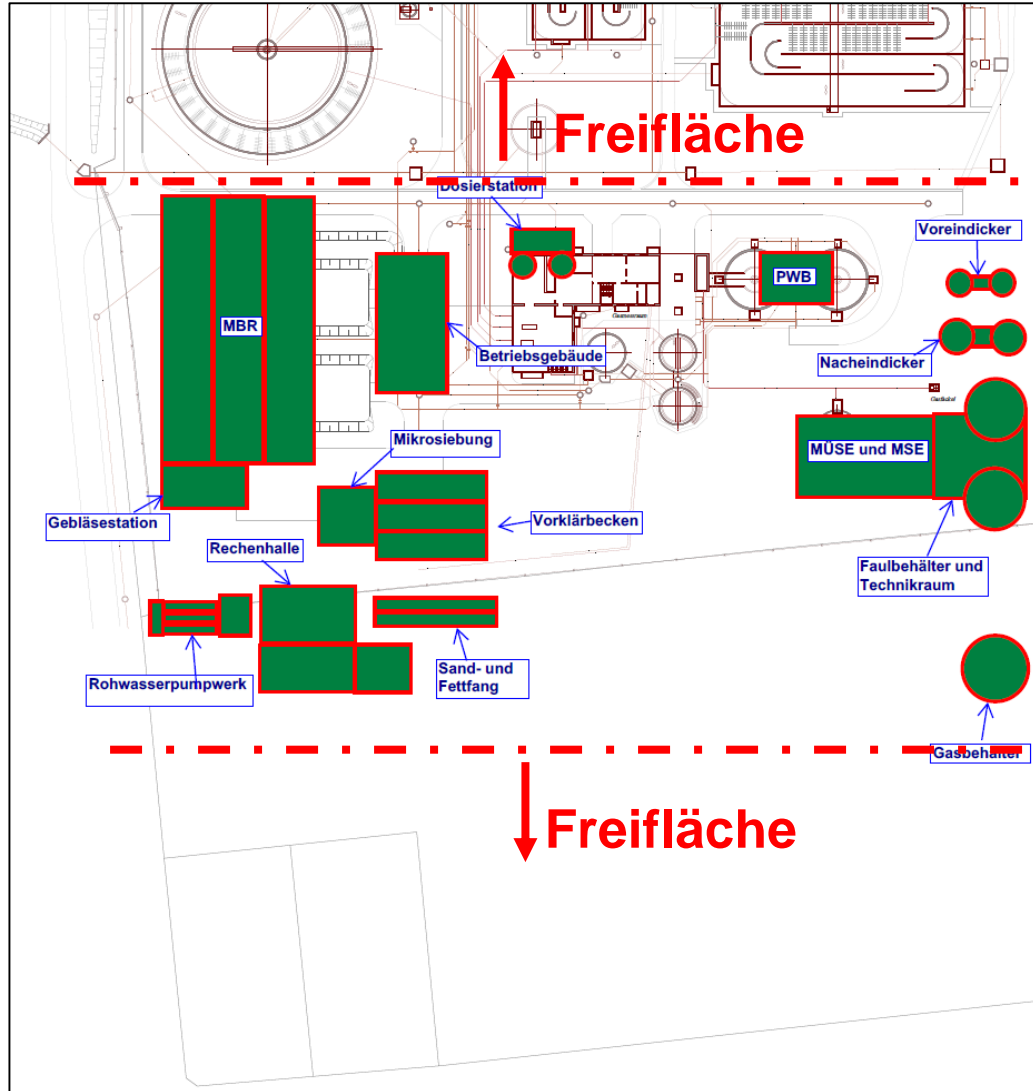 Freifläche
Dosierstation
Voreindicker
PWB
MBR
Betriebsgebäude
Nacheindicker
Mikrosiebung
MÜSE und MSE
Gebläsestation
Vorklärbecken
Rechenhalle
Faulbehälter und
Technikraum
Rohwasserpumpwerk
Sand- und
Fettfang
Gasbehälter
Freifläche